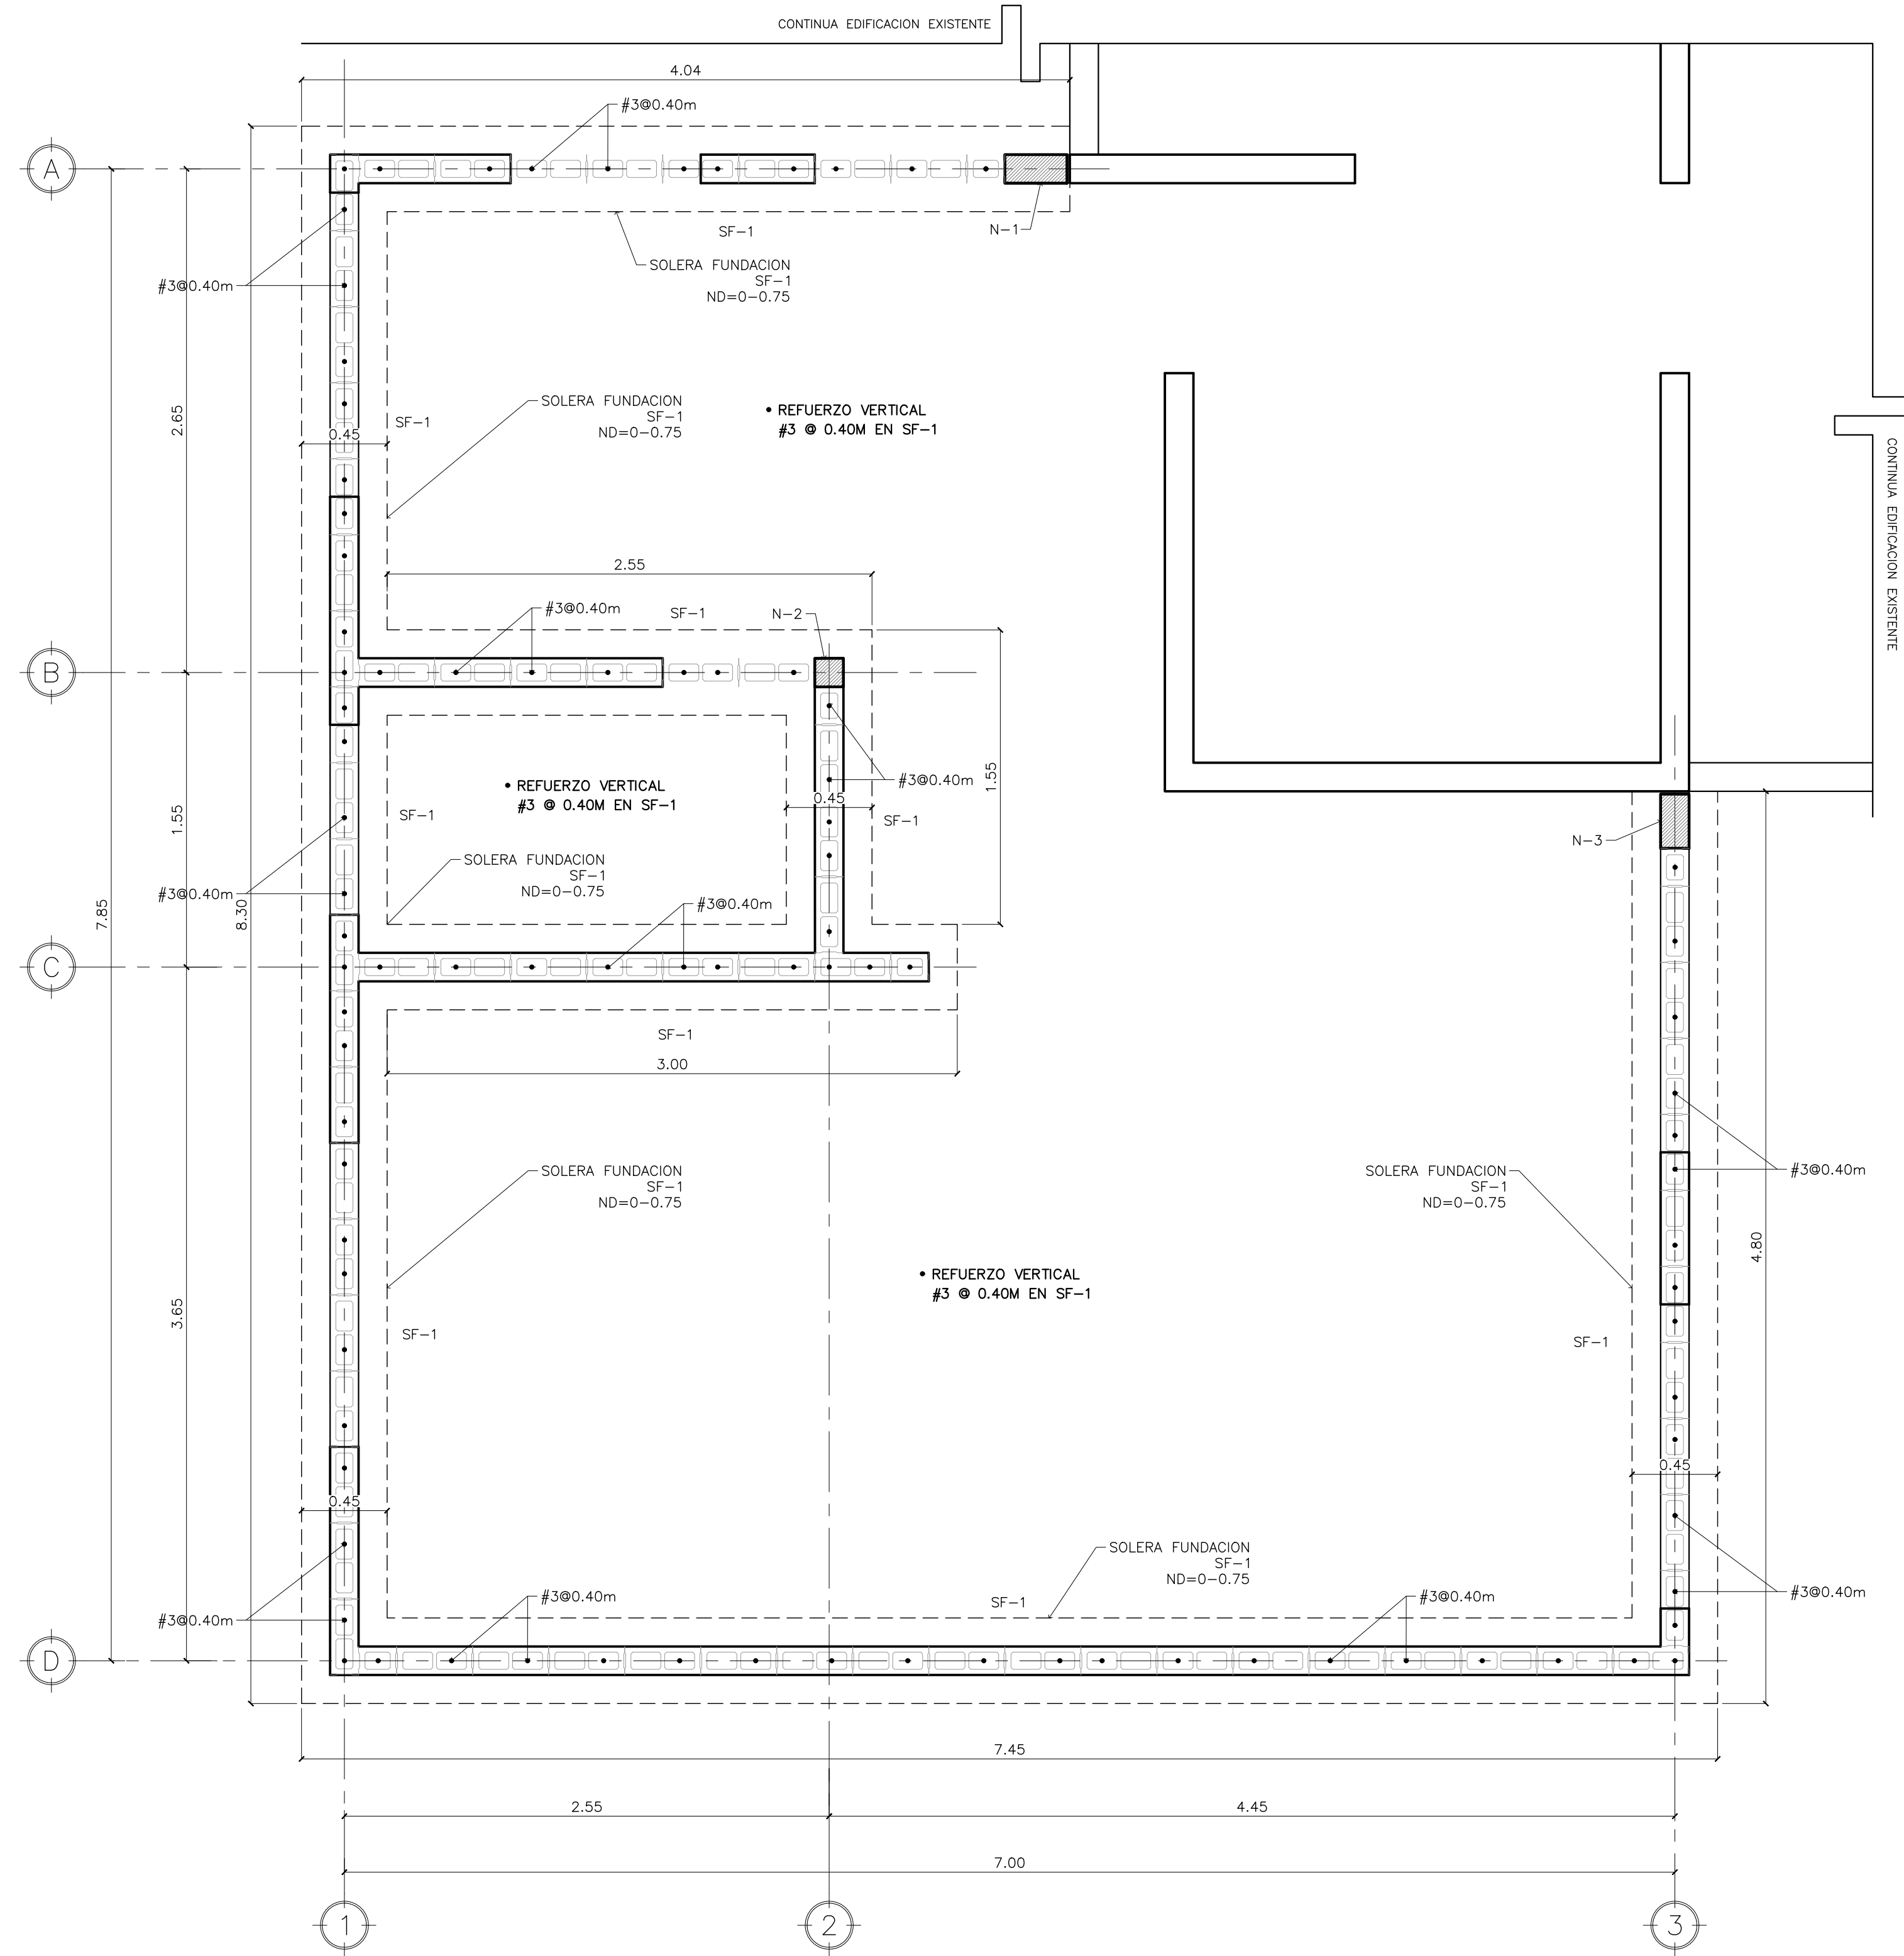 CONTINUA EDIFICACION EXISTENTE
4.04
#3@0.40m
A
N-1
SF-1
SOLERA FUNDACION
SF-1
ND=0-0.75
#3@0.40m
2.65
SOLERA FUNDACION
SF-1
ND=0-0.75
SF-1
0.45
• REFUERZO VERTICAL
#3 @ 0.40M EN SF-1
CONTINUA EDIFICACION EXISTENTE
2.55
#3@0.40m
SF-1
N-2
B
1.55
#3@0.40m
• REFUERZO VERTICAL
#3 @ 0.40M EN SF-1
0.45
SF-1
SF-1
1.55
N-3
SOLERA FUNDACION
SF-1
ND=0-0.75
#3@0.40m
#3@0.40m
7.85
8.30
C
SF-1
3.00
SOLERA FUNDACION
SF-1
ND=0-0.75
SOLERA FUNDACION
SF-1
ND=0-0.75
#3@0.40m
4.80
• REFUERZO VERTICAL
#3 @ 0.40M EN SF-1
3.65
SF-1
SF-1
0.45
0.45
SOLERA FUNDACION
SF-1
ND=0-0.75
SF-1
#3@0.40m
#3@0.40m
#3@0.40m
#3@0.40m
D
7.45
2.55
4.45
7.00
1
2
3